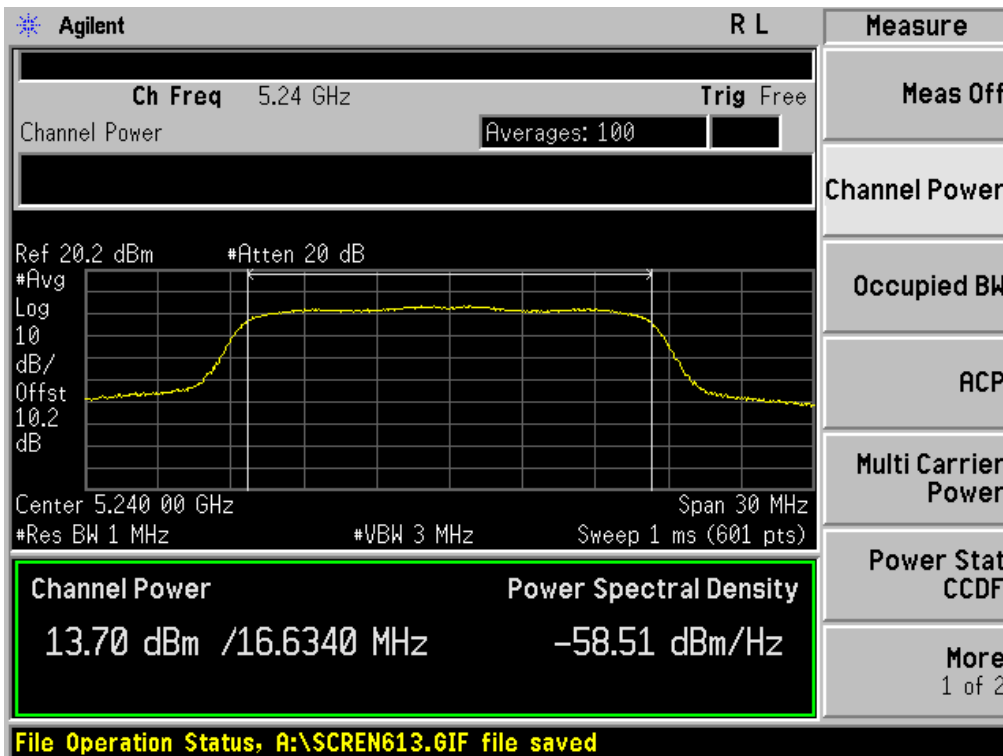 Agilent R L Measure
Ch Freq 5.24 GHz Trig Free
Channel Power Averages: 100
Meas Off
Channel Power
Occupied BW
ACP
Multi Carrier
Power
Power Stat
CCDF
More
1 of 2
Ref 20.2 dBm #Atten 20 dB
#Avg
Log
10
dB/
Offst
10.2
dB
Center 5.240 00 GHz Span 30 MHz
#Res BW 1 MHz #VBW 3 MHz Sweep 1 ms (601 pts)
Channel Power Power Spectral Density
13.70 dBm /16.6340 MHz -58.51 dBm/Hz
File Operation Status, A:\SCREN613.GIF file saved